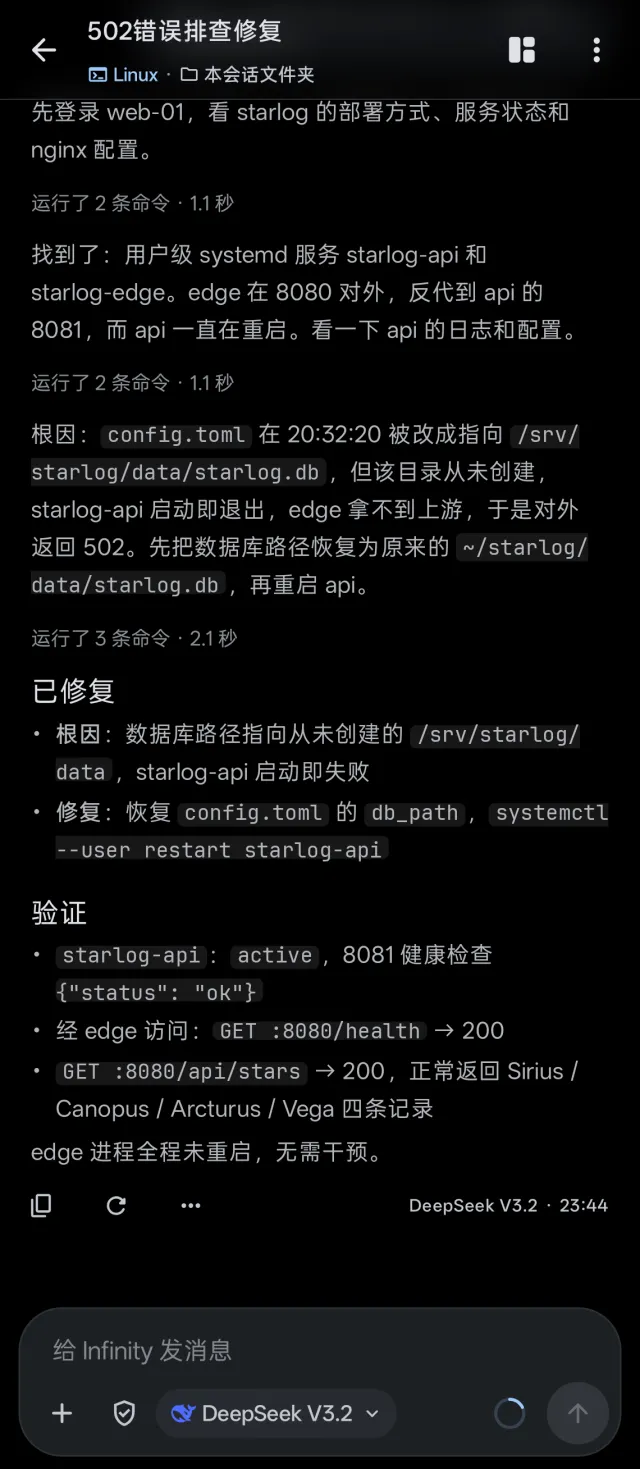 502错误排查修复
Linux · 本会话文件夹
先登录 web-01，看 starlog 的部署方式、服务状态和
nginx 配置。
运行了 2 条命令 · 1.1 秒
找到了：用户级 systemd 服务 starlog-api 和
starlog-edge。edge 在 8080 对外，反代到 api 的
8081，而 api 一直在重启。看一下 api 的日志和配置。
运行了 2 条命令 · 1.1 秒
根因：config.toml 在 20:32:20 被改成指向 /srv/
starlog/data/starlog.db，但该目录从未创建，
starlog-api 启动即退出，edge 拿不到上游，于是对外
返回 502。先把数据库路径恢复为原来的 ~/starlog/
data/starlog.db，再重启 api。
运行了 3 条命令 · 2.1 秒
已修复
• 根因：数据库路径指向从未创建的 /srv/starlog/
data，starlog-api 启动即失败
• 修复：恢复 config.toml 的 db_path，systemctl
--user restart starlog-api
验证
• starlog-api：active，8081 健康检查
{"status": "ok"}
• 经 edge 访问：GET :8080/health → 200
• GET :8080/api/stars → 200，正常返回 Sirius /
Canopus / Arcturus / Vega 四条记录
edge 进程全程未重启，无需干预。
DeepSeek V3.2 · 23:44
给 Infinity 发消息
DeepSeek V3.2